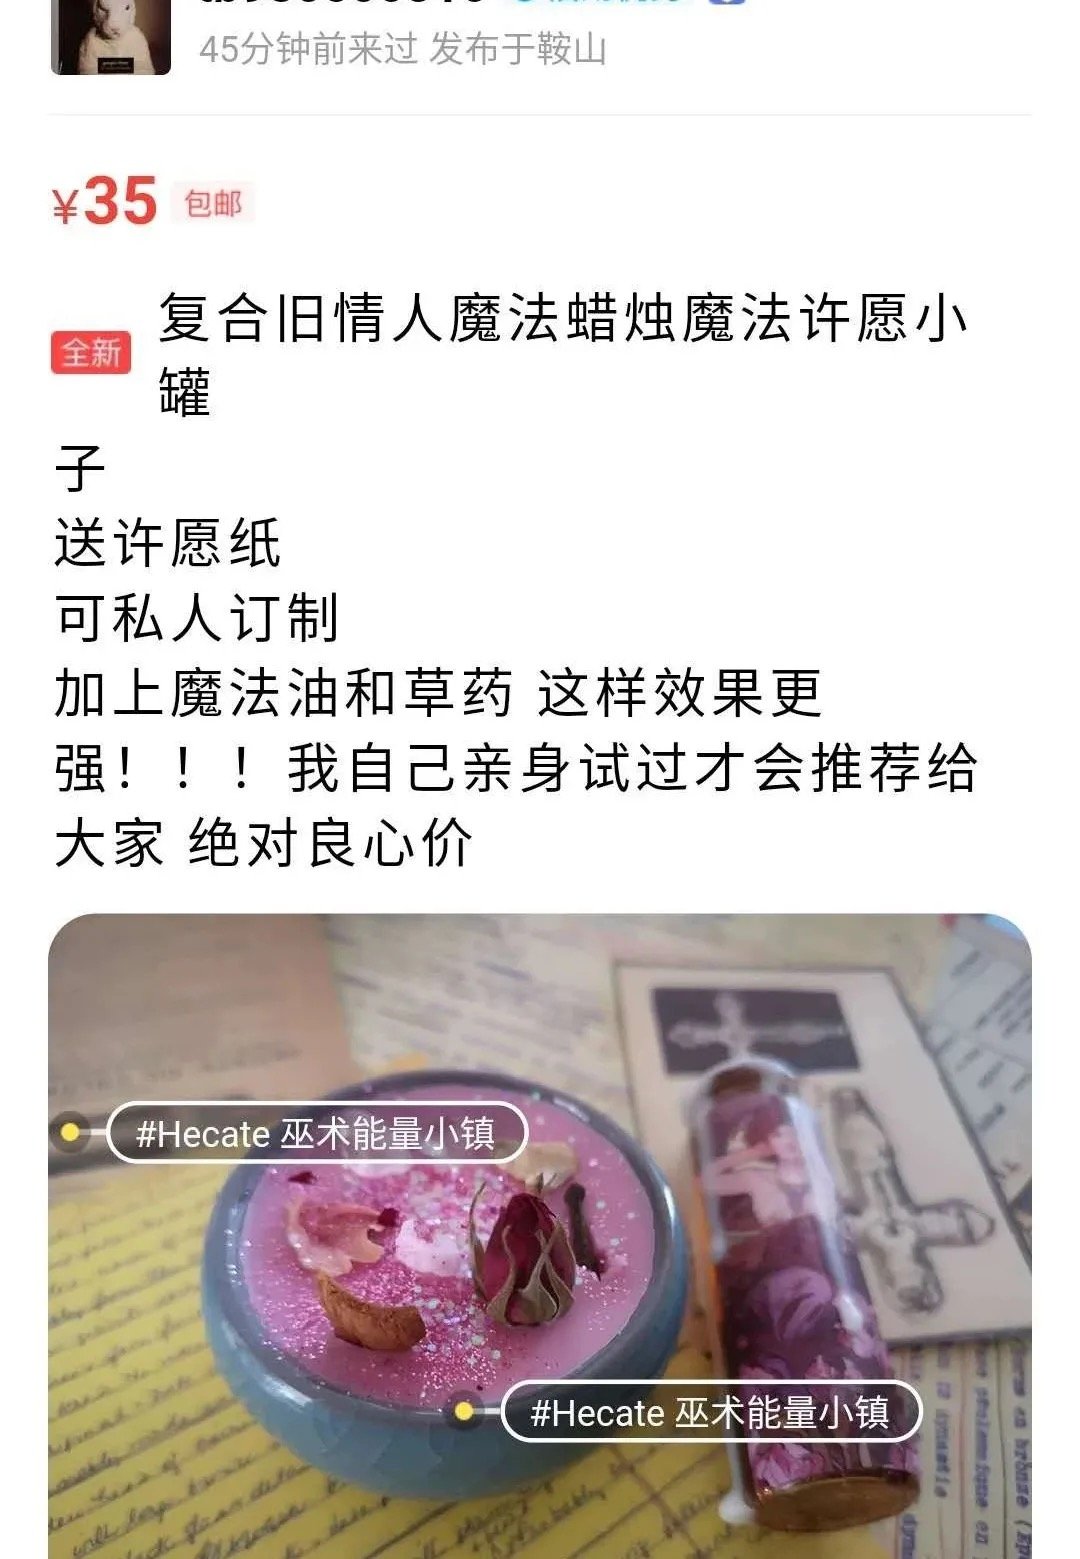 45分钟前来过 发布于鞍山
¥35 包邮
全新 复合旧情人魔法蜡烛魔法许愿小
罐
子
送许愿纸
可私人订制
加上魔法油和草药 这样效果更
强！！！我自己亲身试过才会推荐给
大家 绝对良心价
#Hecate 巫术能量小镇
#Hecate 巫术能量小镇